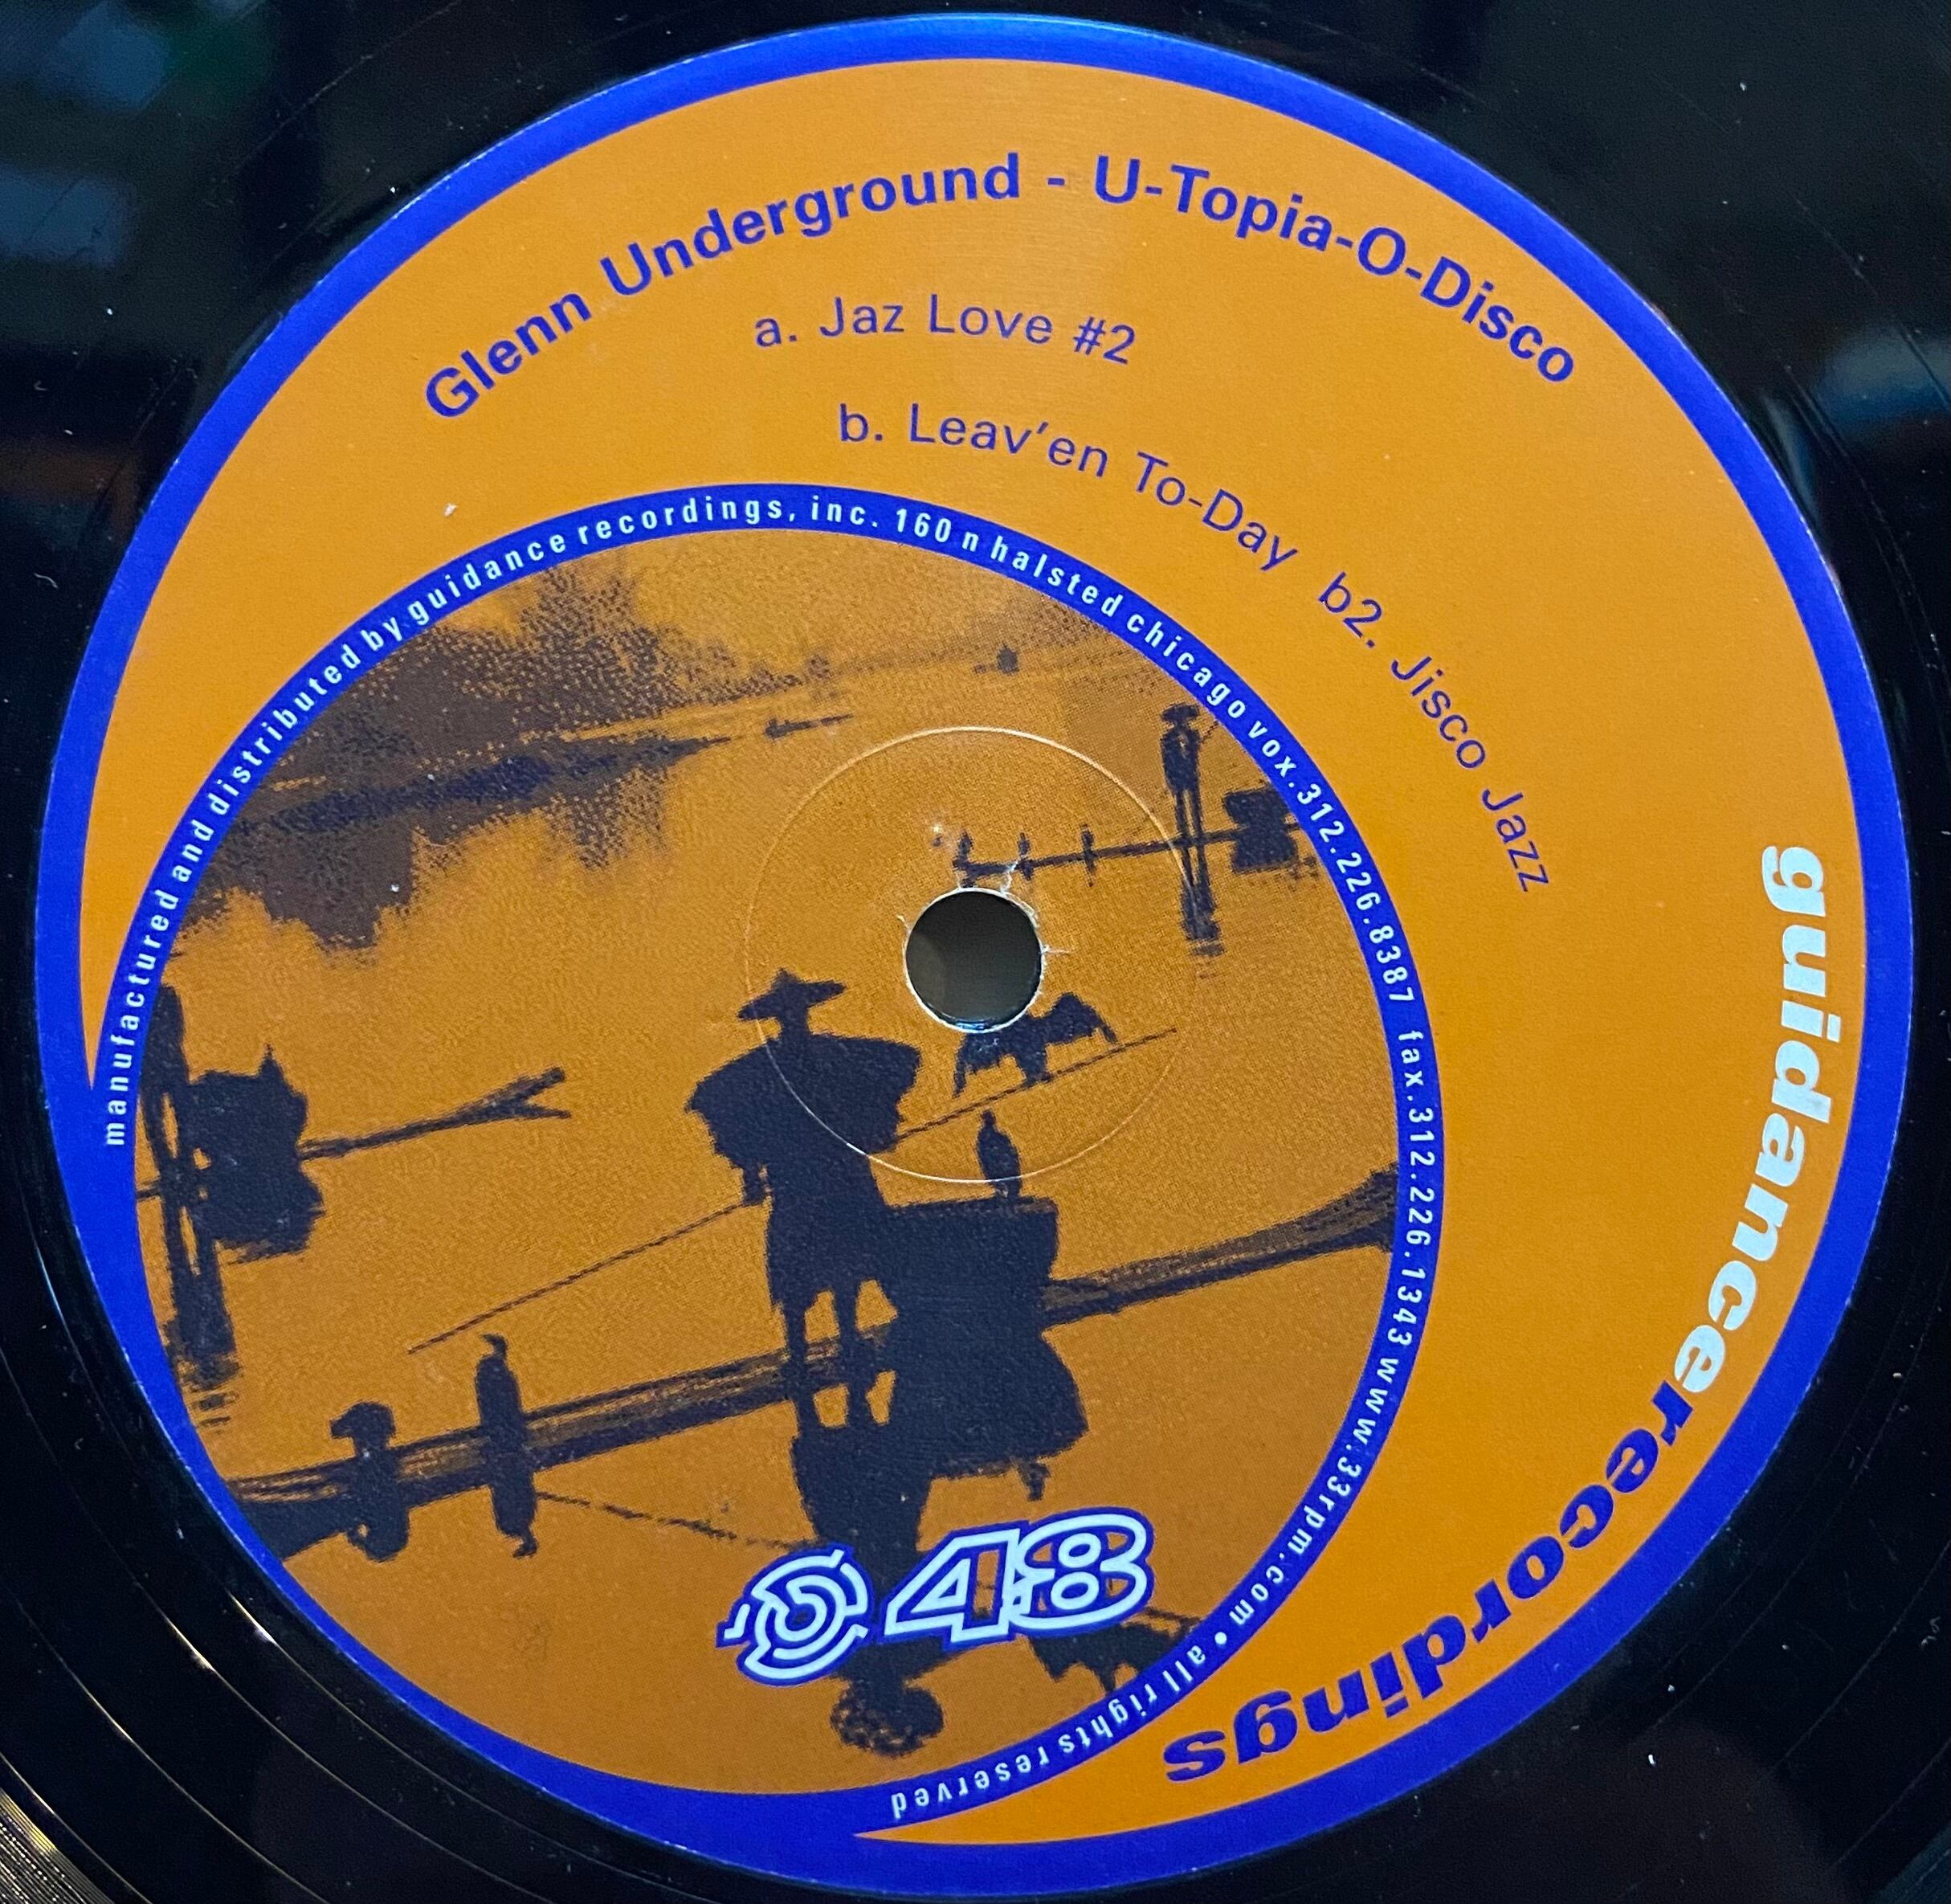 Glenn Underground - U-Topia-O-Disco
a. Jaz Love #2
b. Leav'en To-Day b2. Jisco Jazz
manufactured and distributed by guidance recordings, inc. 160 n halsted chicago vox.312.226.8387 fax.312.226.1343 www.33rpm.com • all rights reserved
guidancerecordings
48